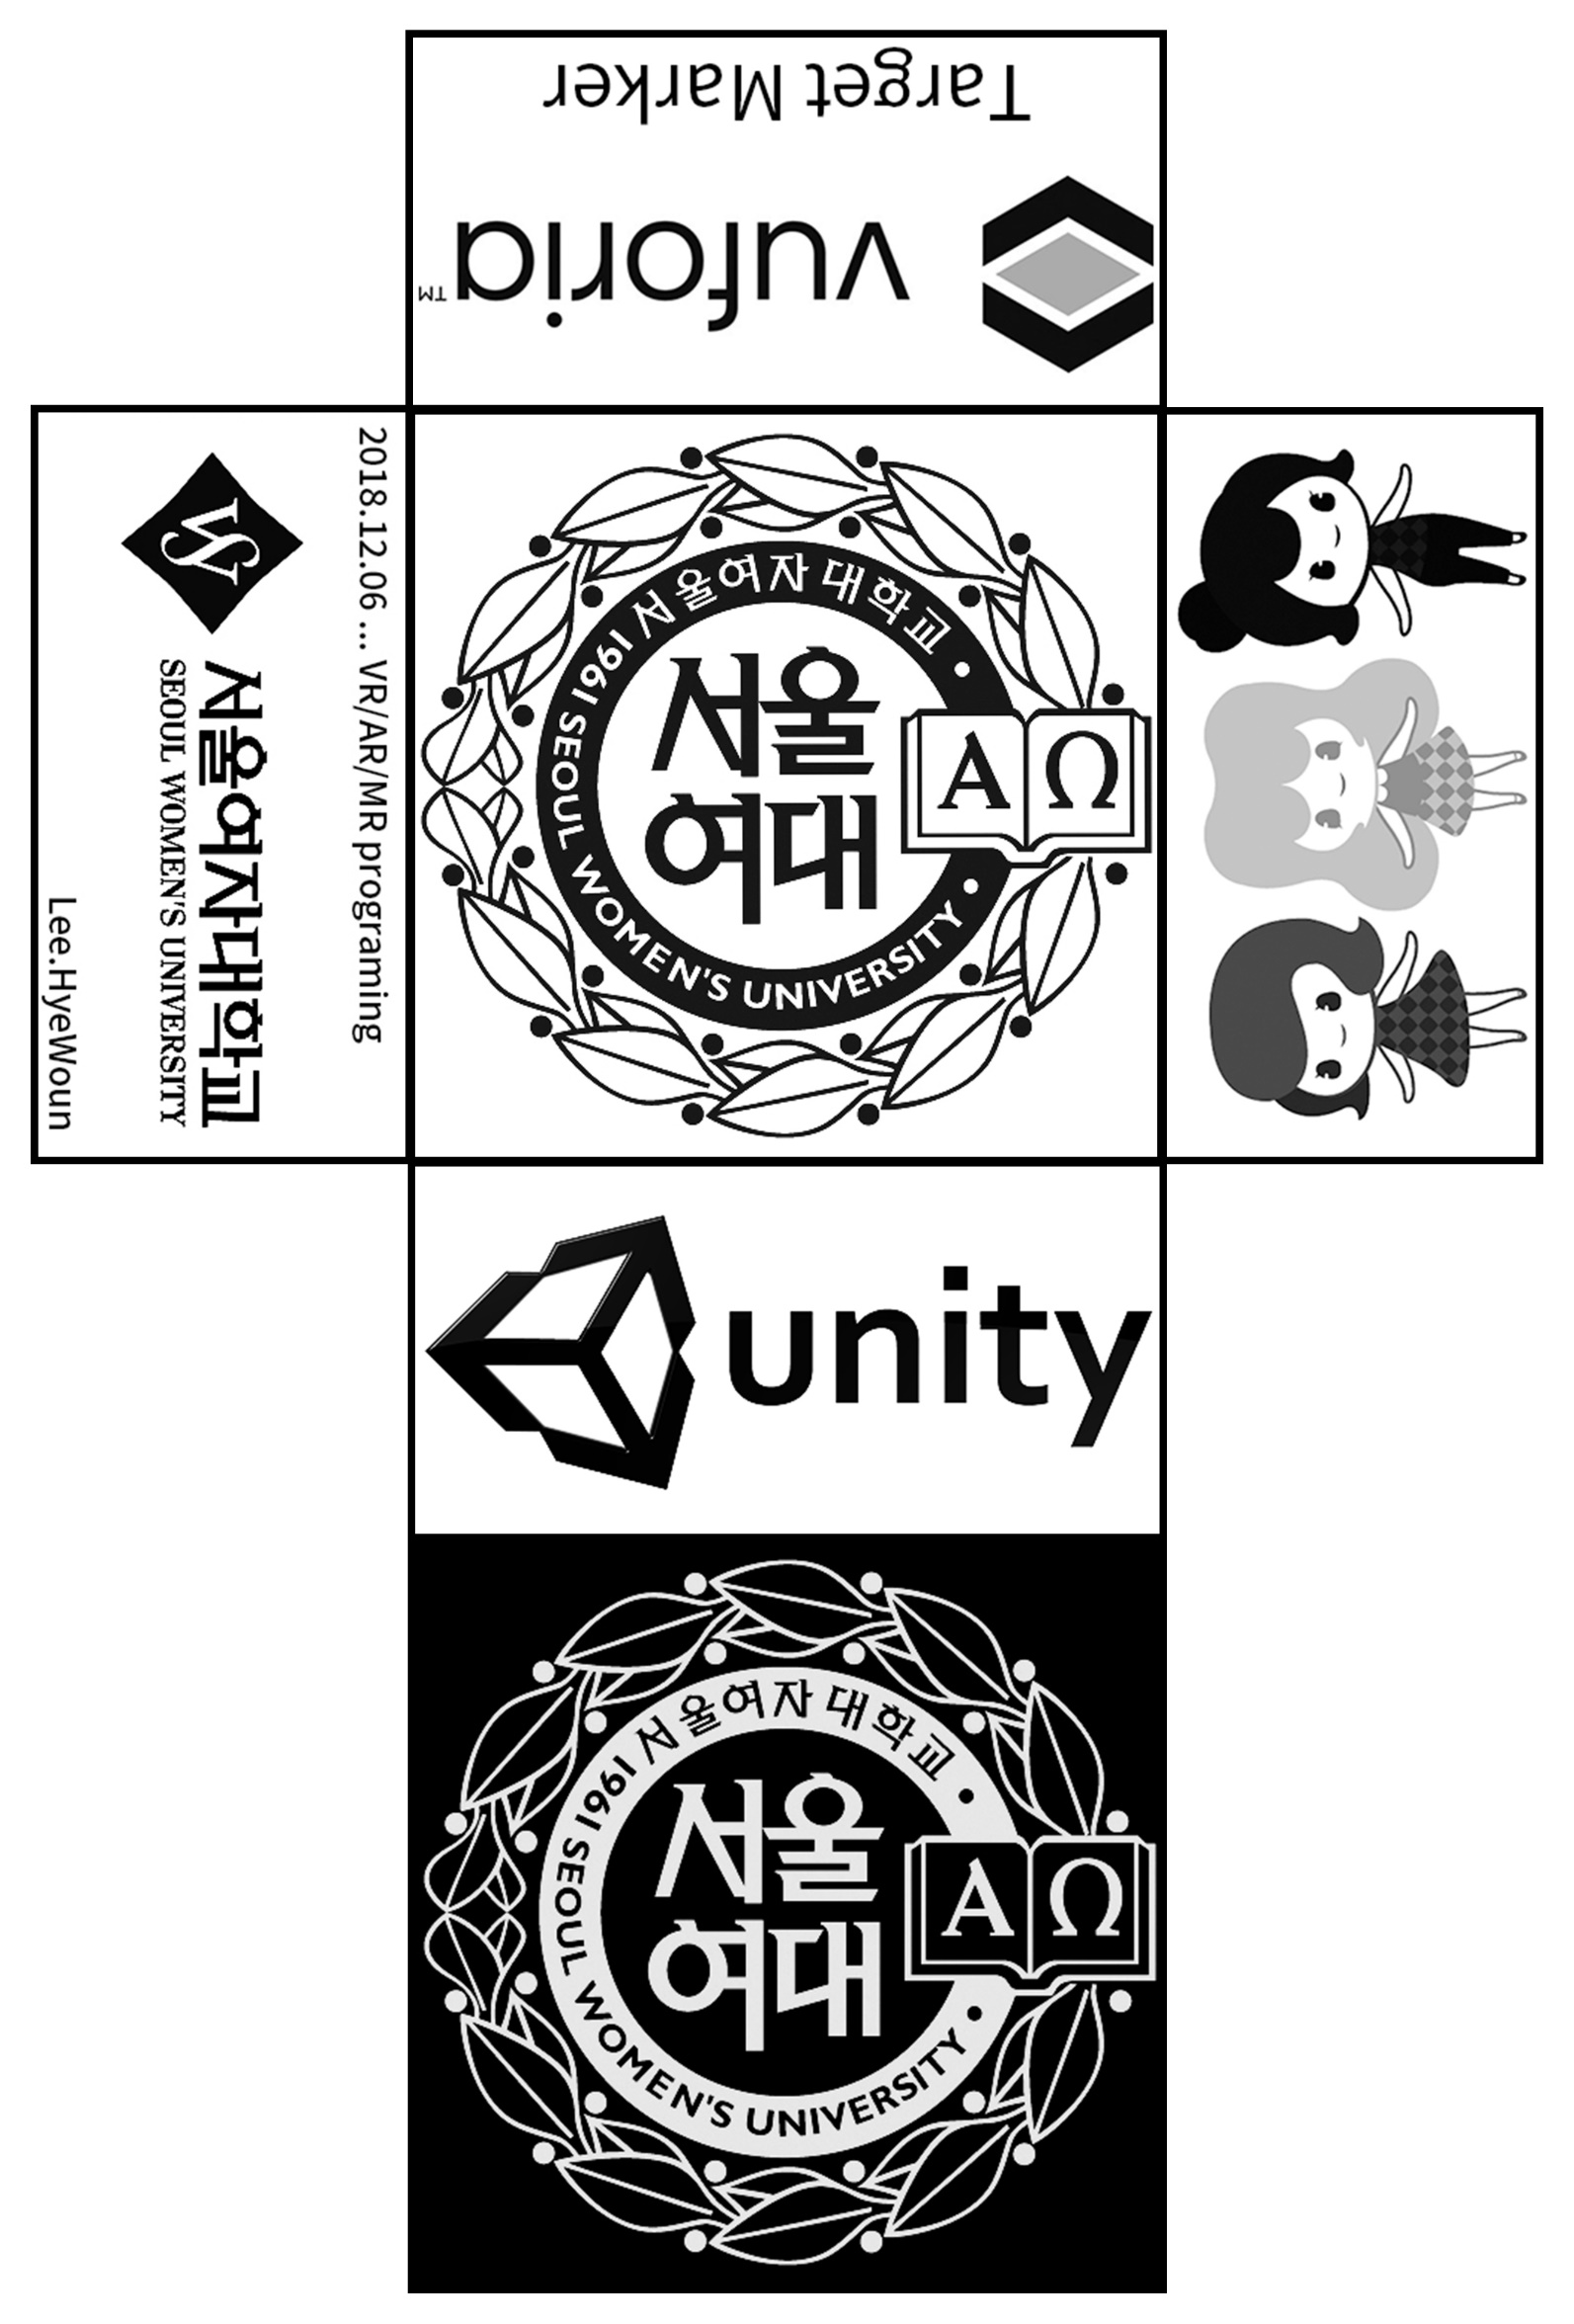 Target Marker
vuforia™
2018.12.06 ... VR/AR/MR programing
서울여자대학교
SEOUL WOMEN'S UNIVERSITY
Lee.HyeWoun
1961 서울여자대학교
서울
여대
Α Ω
SEOUL WOMEN'S UNIVERSITY
unity
1961 서울여자대학교
서울
여대
Α Ω
SEOUL WOMEN'S UNIVERSITY